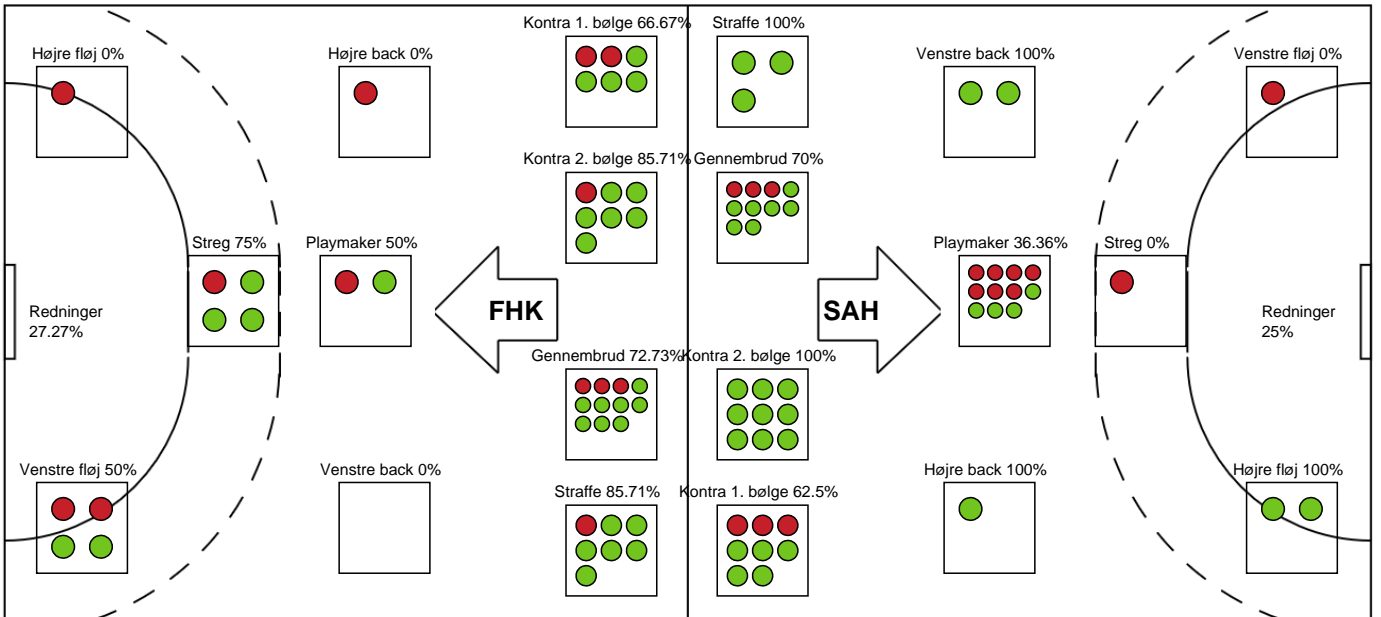 Kontra 1. bølge 66.67%
Straffe 100%
Højre fløj 0%
Højre back 0%
Venstre back 100%
Venstre fløj 0%
Kontra 2. bølge 85.71%
Gennembrud 70%
Streg 75%
Playmaker 50%
Playmaker 36.36%
Streg 0%
Redninger
27.27%
FHK
SAH
Redninger
25%
Gennembrud 72.73%
Kontra 2. bølge 100%
Venstre fløj 50%
Venstre back 0%
Højre back 100%
Højre fløj 100%
Straffe 85.71%
Kontra 1. bølge 62.5%